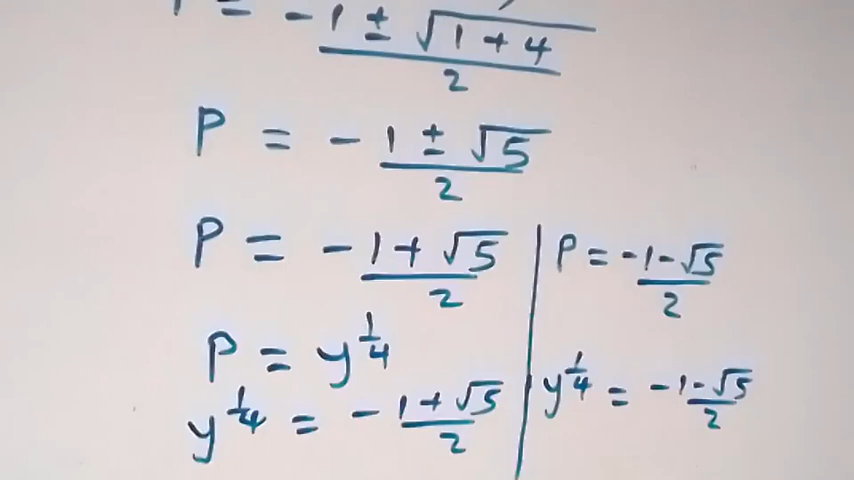 = -1 ± √1 + 4 / 2
P = -1 ± √5 / 2
P = -1 + √5 / 2
P = y^1/4
y^1/4 = -1 + √5 / 2
P = -1 - √5 / 2
y^1/4 = -1 - √5 / 2